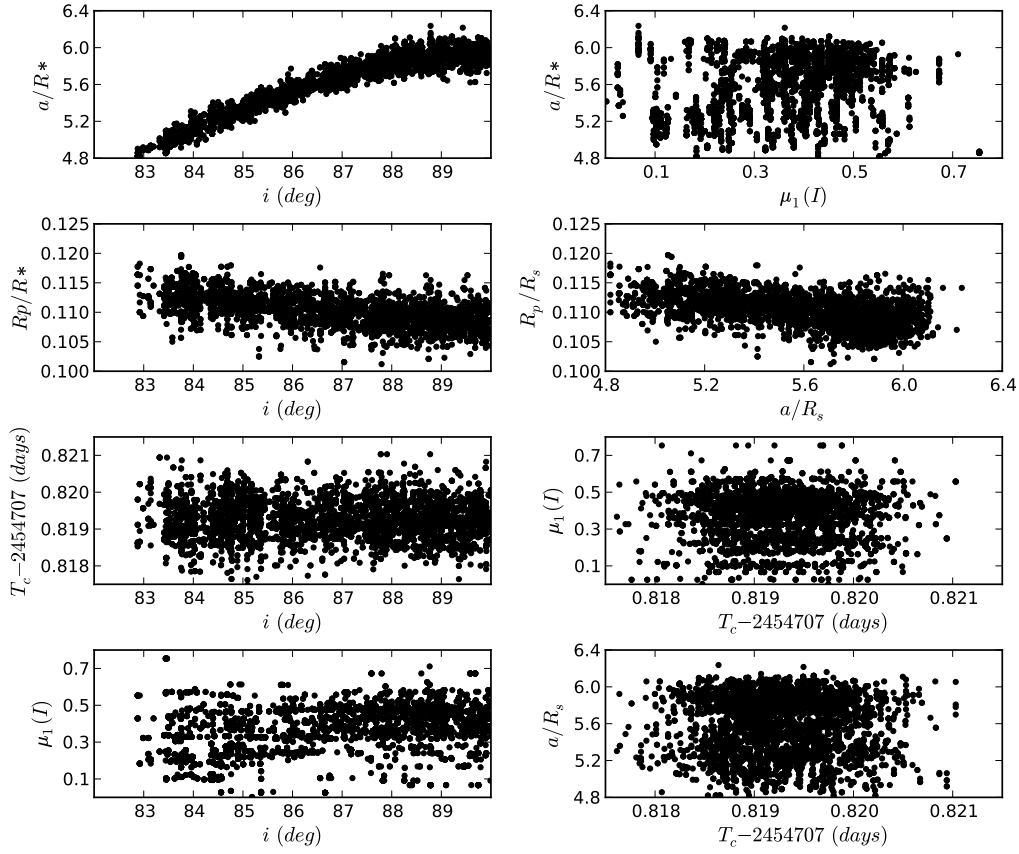 6.4
6.0
5.6
5.2
4.8
a/R*
83 84 85 86 87 88 89
i (deg)
6.4
6.0
5.6
5.2
4.8
a/R*
0.1 0.3 0.5 0.7
μ₁(I)
0.125
0.120
0.115
0.110
0.105
0.100
Rp/R*
83 84 85 86 87 88 89
i (deg)
0.125
0.120
0.115
0.110
0.105
0.100
Rₚ/Rₛ
4.8 5.2 5.6 6.0 6.4
a/Rₛ
0.821
0.820
0.819
0.818
T_c−2454707 (days)
83 84 85 86 87 88 89
i (deg)
0.7
0.5
0.3
0.1
μ₁(I)
0.818 0.819 0.820 0.821
T_c−2454707 (days)
0.7
0.5
0.3
0.1
μ₁(I)
83 84 85 86 87 88 89
i (deg)
6.4
6.0
5.6
5.2
4.8
a/Rₛ
0.818 0.819 0.820 0.821
T_c−2454707 (days)